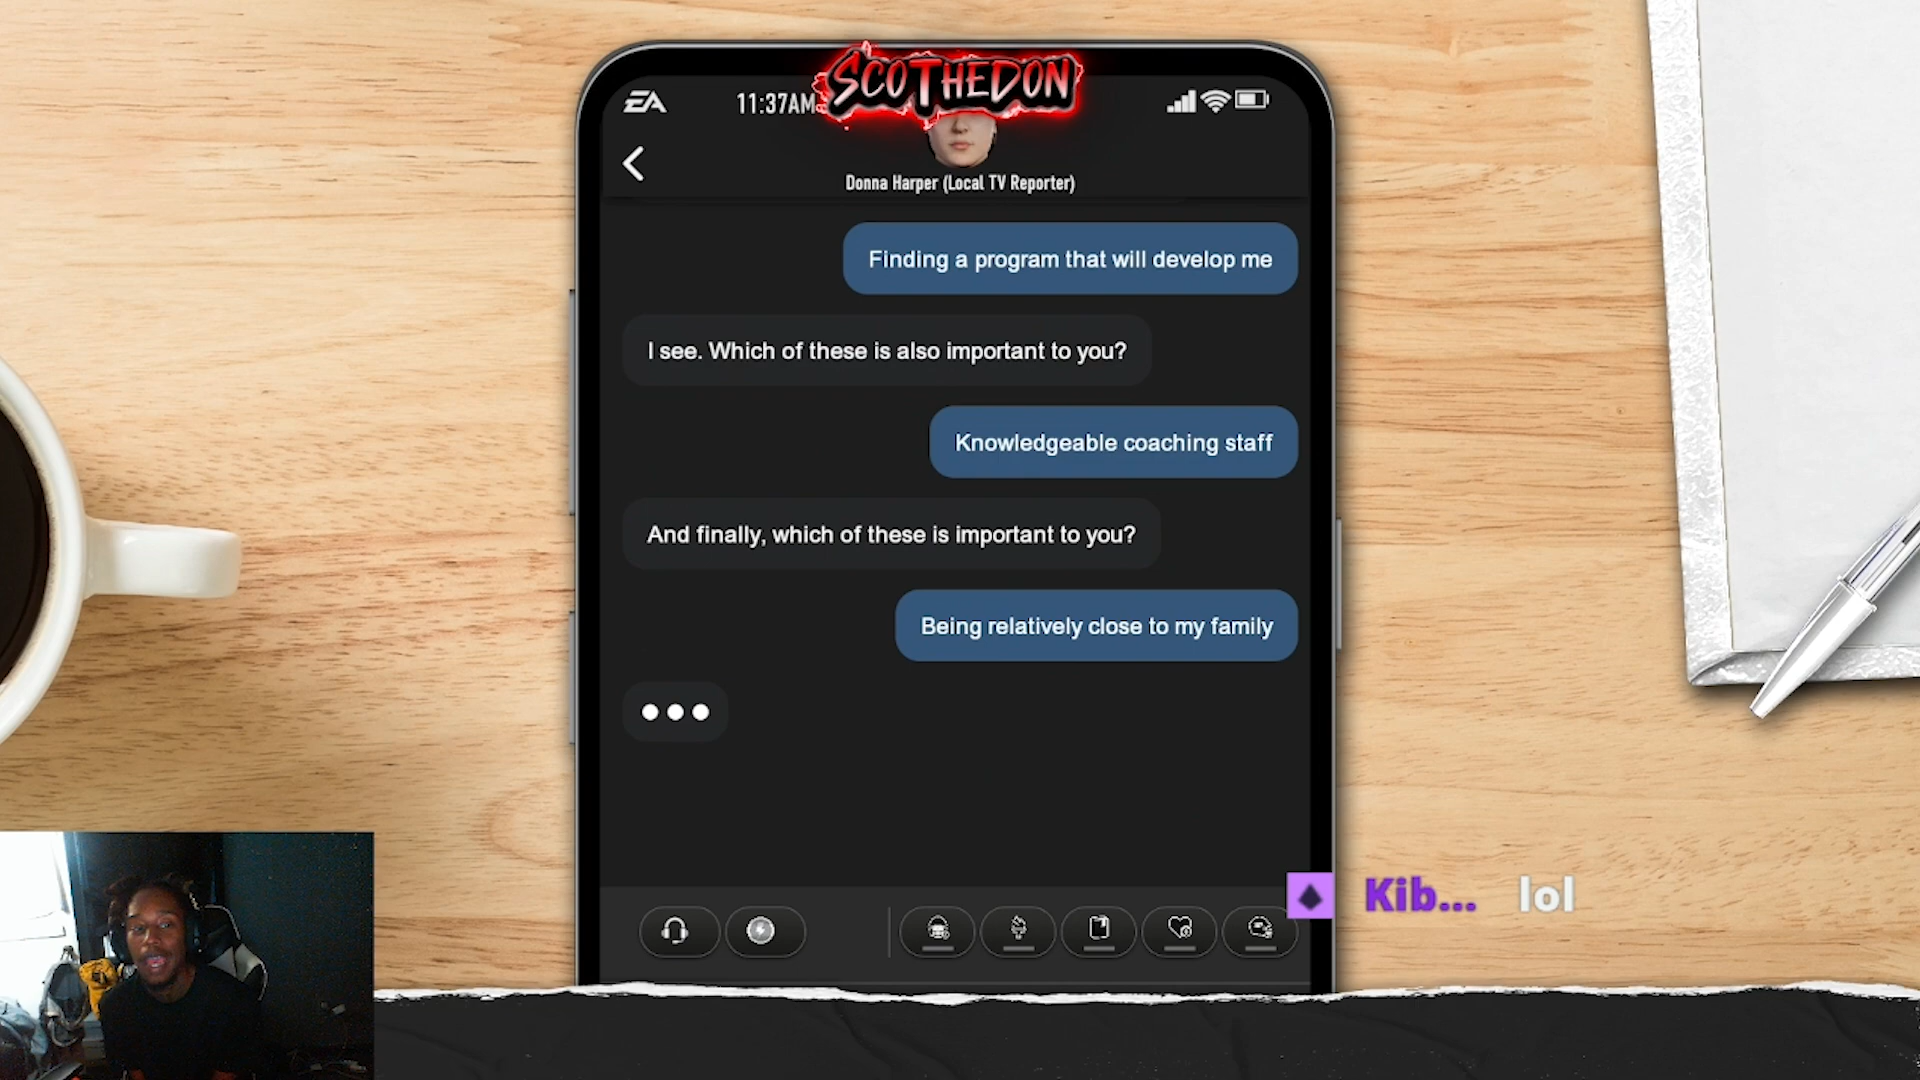 SCOTHEDON
EA 11:37AM
Donna Harper (Local TV Reporter)
Finding a program that will develop me
I see. Which of these is also important to you?
Knowledgeable coaching staff
And finally, which of these is important to you?
Being relatively close to my family
Kib... lol